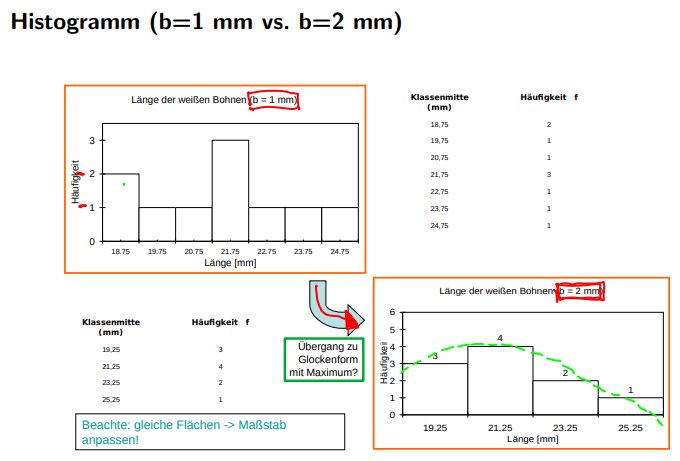 Histogramm (b=1 mm vs. b=2 mm)
Länge der weißen Bohnen (b = 1 mm)
Häufigkeit
3
2
1
0
18.75 19.75 20.75 21.75 22.75 23.75 24.75
Länge [mm]
Klassenmitte Häufigkeit f
(mm)
18,75 2
19,75 1
20,75 1
21,75 3
22,75 1
23,75 1
24,75 1
Klassenmitte Häufigkeit f
(mm)
19,25 3
21,25 4
23,25 2
25,25 1
Übergang zu
Glockenform
mit Maximum?
Beachte: gleiche Flächen -> Maßstab
anpassen!
Länge der weißen Bohnen (b = 2 mm)
Häufigkeit
6
5
4
3
2
1
0
3 4 2 1
19.25 21.25 23.25 25.25
Länge [mm]